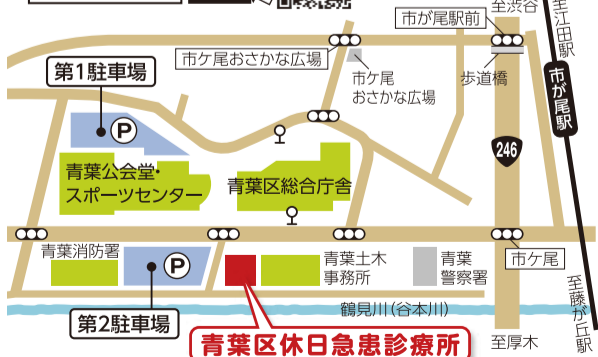 至渋谷
至江田駅
市が尾駅前
市ケ尾おさかな広場
市ケ尾
おさかな広場
歩道橋
市が尾駅
第1駐車場
P
246
青葉公会堂・
スポーツセンター
青葉区総合庁舎
青葉消防署
P
青葉土木
事務所
青葉
警察署
市ケ尾
鶴見川(谷本川)
第2駐車場
青葉区休日急患診療所
至厚木
至藤が丘駅